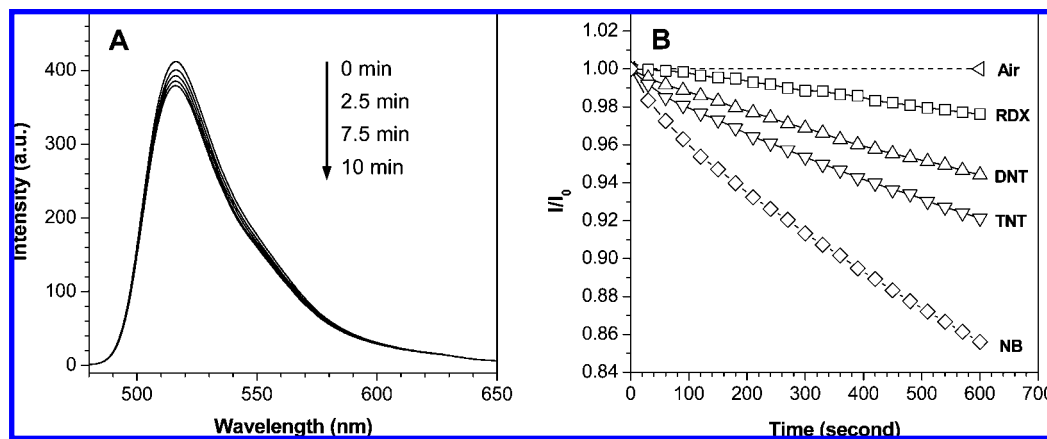 A
0 min
2.5 min
7.5 min
10 min
Intensity (a.u.)
400
300
200
100
0
500
550
600
650
Wavelength (nm)
B
Air
RDX
DNT
TNT
NB
I/I0
1.00
0.98
0.96
0.94
0.92
0.90
0.88
0.86
0.84
0
100
200
300
400
500
600
700
Time (second)